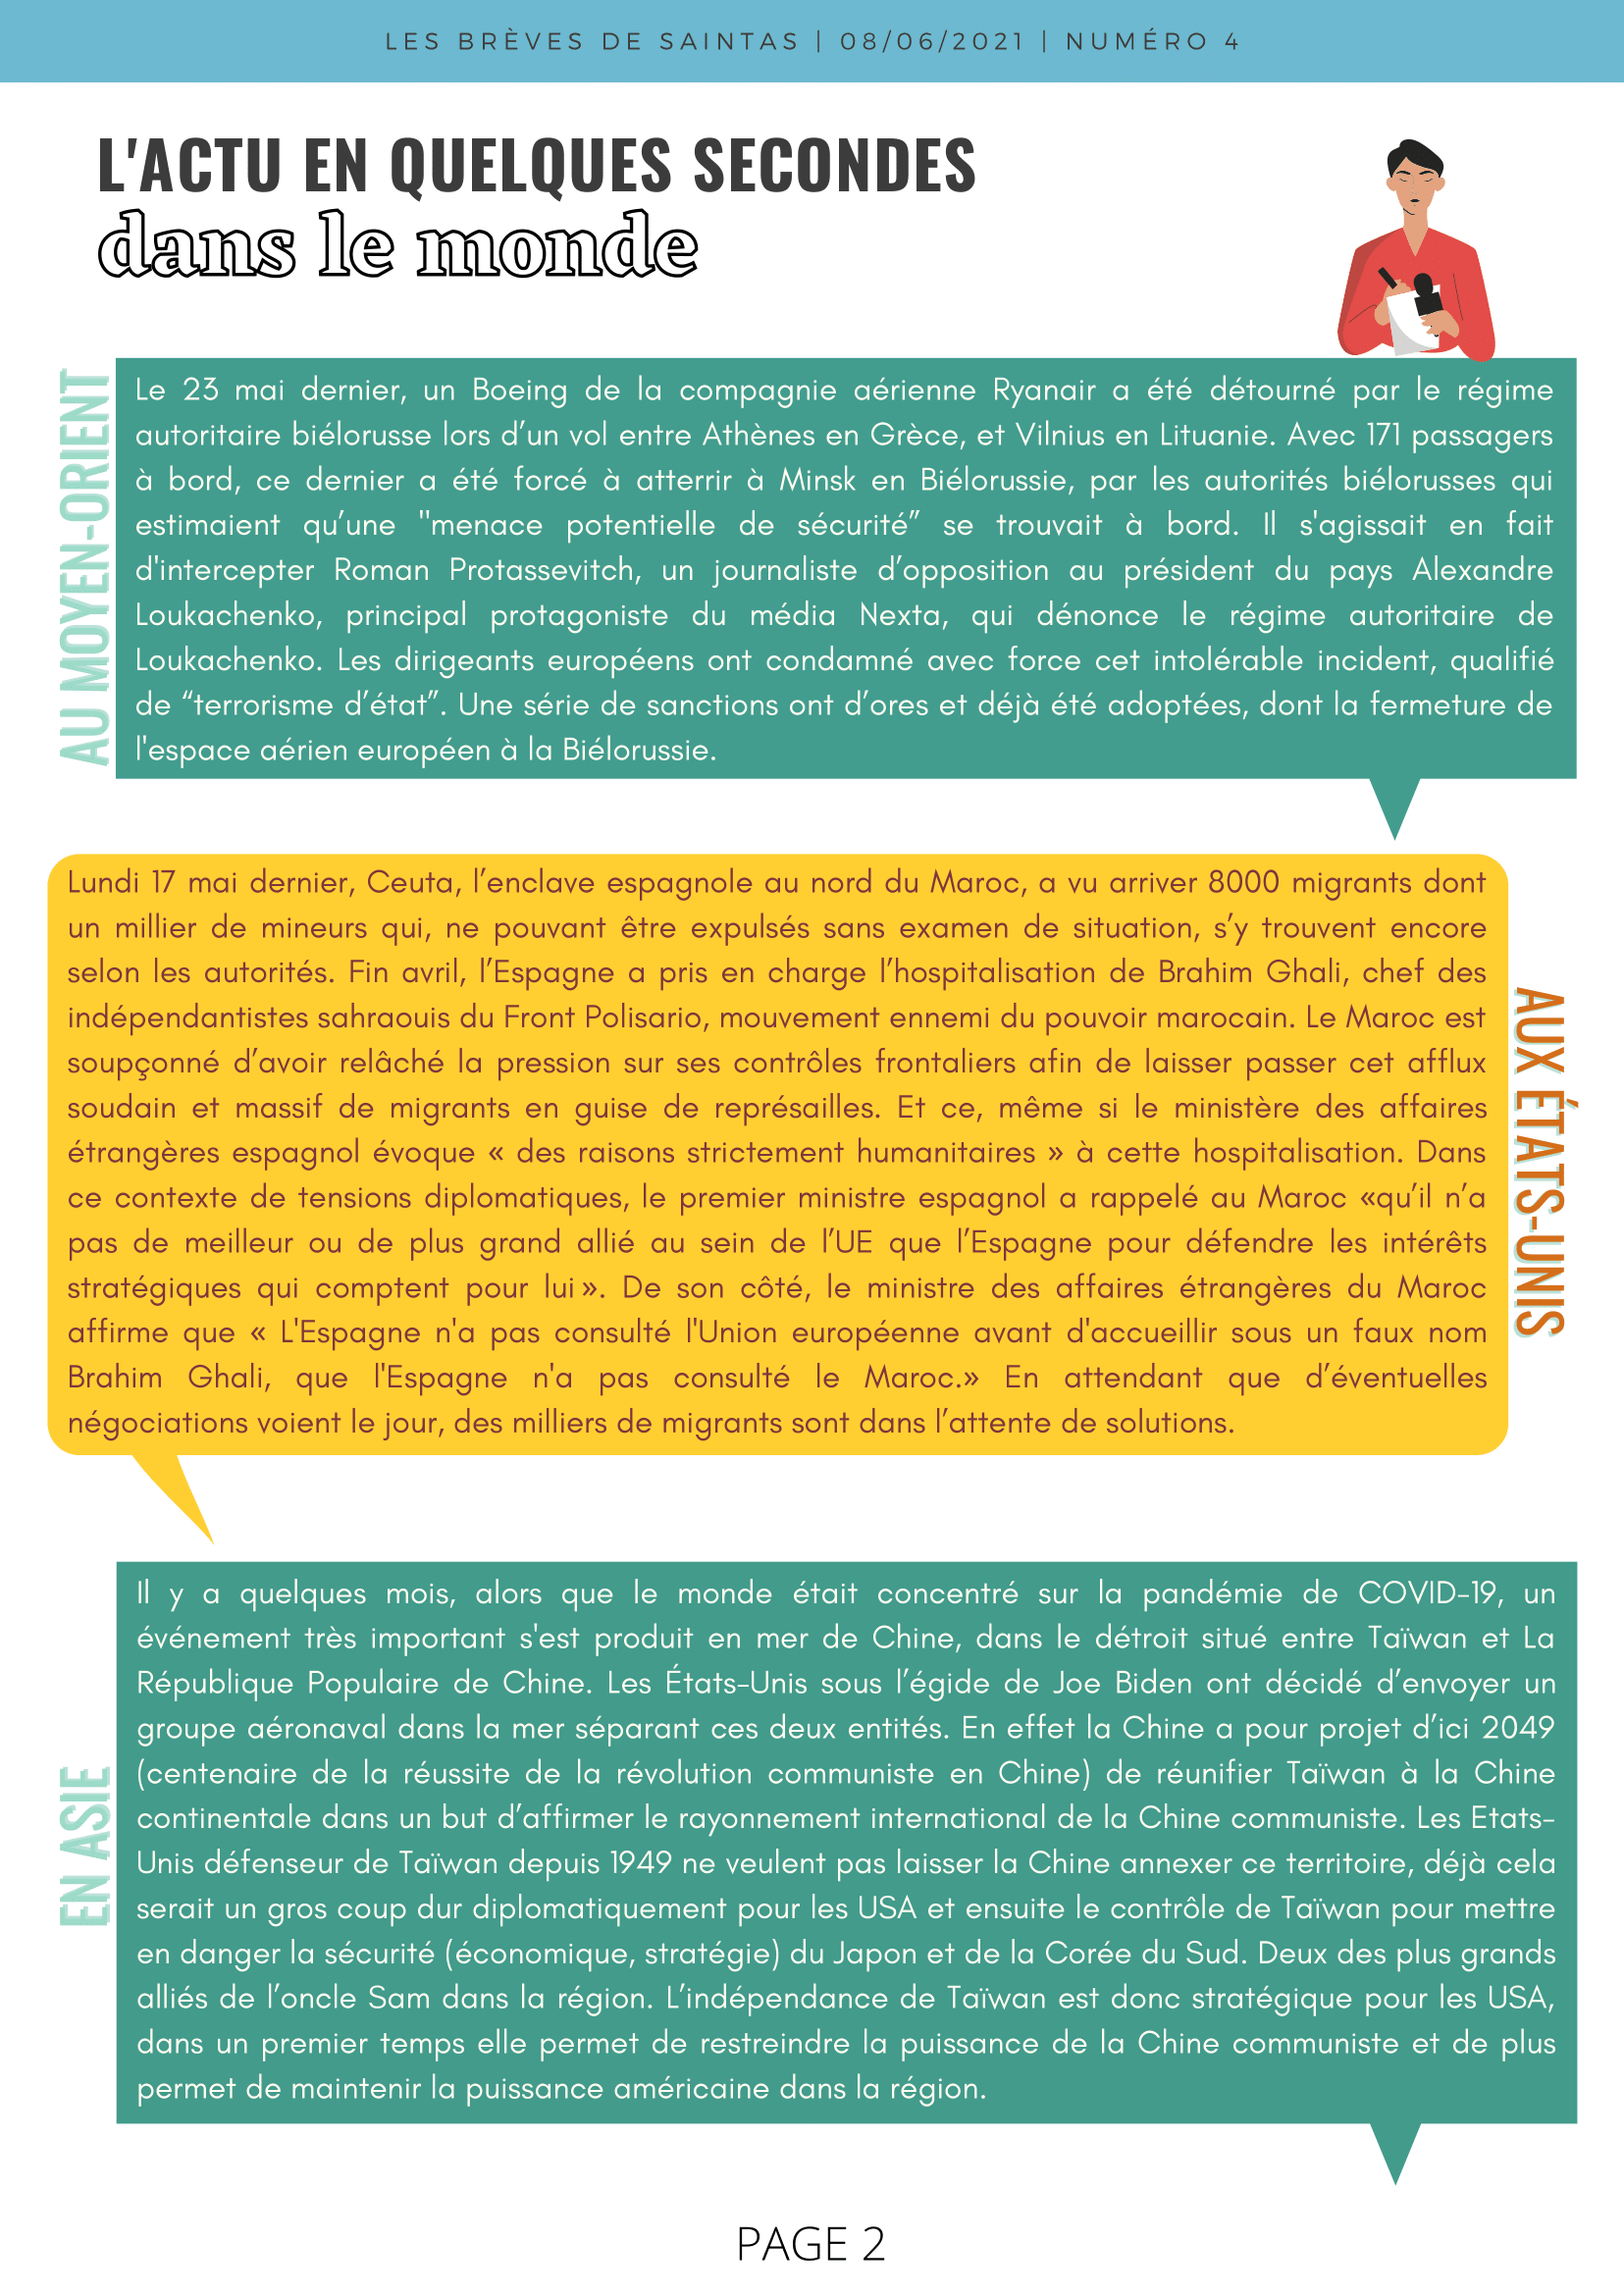 LES BRÈVES DE SAINTAS | 08/06/2021 | NUMÉRO 4
L'ACTU EN QUELQUES SECONDES
dans le monde
AU MOYEN-ORIENT
Le 23 mai dernier, un Boeing de la compagnie aérienne Ryanair a été détourné par le régime
autoritaire biélorusse lors d’un vol entre Athènes en Grèce, et Vilnius en Lituanie. Avec 171 passagers
à bord, ce dernier a été forcé à atterrir à Minsk en Biélorussie, par les autorités biélorusses qui
estimaient qu’une "menace potentielle de sécurité” se trouvait à bord. Il s'agissait en fait
d'intercepter Roman Protassevitch, un journaliste d’opposition au président du pays Alexandre
Loukachenko, principal protagoniste du média Nexta, qui dénonce le régime autoritaire de
Loukachenko. Les dirigeants européens ont condamné avec force cet intolérable incident, qualifié
de “terrorisme d’état”. Une série de sanctions ont d’ores et déjà été adoptées, dont la fermeture de
l'espace aérien européen à la Biélorussie.
AUX ÉTATS-UNIS
Lundi 17 mai dernier, Ceuta, l’enclave espagnole au nord du Maroc, a vu arriver 8000 migrants dont
un millier de mineurs qui, ne pouvant être expulsés sans examen de situation, s’y trouvent encore
selon les autorités. Fin avril, l’Espagne a pris en charge l’hospitalisation de Brahim Ghali, chef des
indépendantistes sahraouis du Front Polisario, mouvement ennemi du pouvoir marocain. Le Maroc est
soupçonné d’avoir relâché la pression sur ses contrôles frontaliers afin de laisser passer cet afflux
soudain et massif de migrants en guise de représailles. Et ce, même si le ministère des affaires
étrangères espagnol évoque « des raisons strictement humanitaires » à cette hospitalisation. Dans
ce contexte de tensions diplomatiques, le premier ministre espagnol a rappelé au Maroc «qu’il n’a
pas de meilleur ou de plus grand allié au sein de l’UE que l’Espagne pour défendre les intérêts
stratégiques qui comptent pour lui ». De son côté, le ministre des affaires étrangères du Maroc
affirme que « L'Espagne n'a pas consulté l'Union européenne avant d'accueillir sous un faux nom
Brahim Ghali, que l'Espagne n'a pas consulté le Maroc.» En attendant que d’éventuelles
négociations voient le jour, des milliers de migrants sont dans l’attente de solutions.
EN ASIE
Il y a quelques mois, alors que le monde était concentré sur la pandémie de COVID-19, un
événement très important s'est produit en mer de Chine, dans le détroit situé entre Taïwan et La
République Populaire de Chine. Les États-Unis sous l’égide de Joe Biden ont décidé d’envoyer un
groupe aéronaval dans la mer séparant ces deux entités. En effet la Chine a pour projet d’ici 2049
(centenaire de la réussite de la révolution communiste en Chine) de réunifier Taïwan à la Chine
continentale dans un but d’affirmer le rayonnement international de la Chine communiste. Les Etats-
Unis défenseur de Taïwan depuis 1949 ne veulent pas laisser la Chine annexer ce territoire, déjà cela
serait un gros coup dur diplomatiquement pour les USA et ensuite le contrôle de Taïwan pour mettre
en danger la sécurité (économique, stratégie) du Japon et de la Corée du Sud. Deux des plus grands
alliés de l’oncle Sam dans la région. L’indépendance de Taïwan est donc stratégique pour les USA,
dans un premier temps elle permet de restreindre la puissance de la Chine communiste et de plus
permet de maintenir la puissance américaine dans la région.
PAGE 2